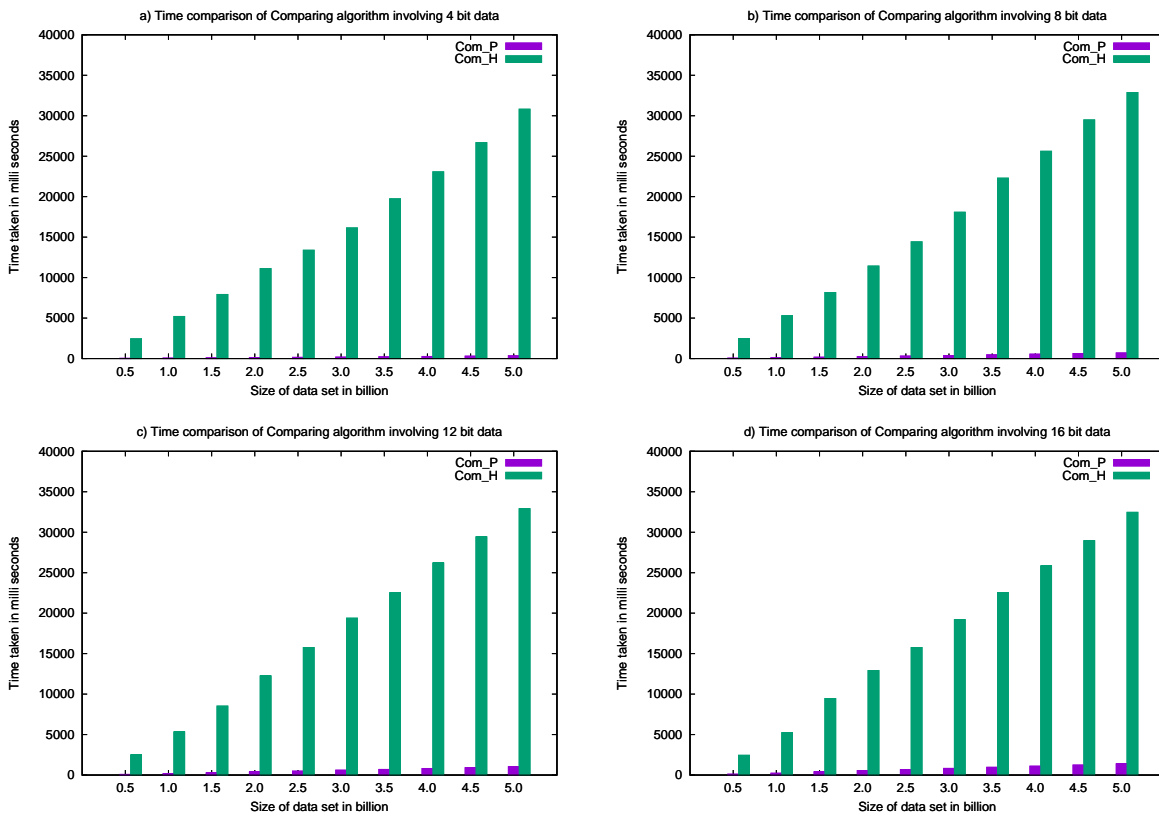 a) Time comparison of Comparing algorithm involving 4 bit data
40000
35000
30000
25000
20000
15000
10000
5000
0
Time taken in milli seconds
Com_P
Com_H
0.5 1.0 1.5 2.0 2.5 3.0 3.5 4.0 4.5 5.0
Size of data set in billion
b) Time comparison of Comparing algorithm involving 8 bit data
40000
35000
30000
25000
20000
15000
10000
5000
0
Time taken in milli seconds
Com_P
Com_H
0.5 1.0 1.5 2.0 2.5 3.0 3.5 4.0 4.5 5.0
Size of data set in billion
c) Time comparison of Comparing algorithm involving 12 bit data
40000
35000
30000
25000
20000
15000
10000
5000
0
Time taken in milli seconds
Com_P
Com_H
0.5 1.0 1.5 2.0 2.5 3.0 3.5 4.0 4.5 5.0
Size of data set in billion
d) Time comparison of Comparing algorithm involving 16 bit data
40000
35000
30000
25000
20000
15000
10000
5000
0
Time taken in milli seconds
Com_P
Com_H
0.5 1.0 1.5 2.0 2.5 3.0 3.5 4.0 4.5 5.0
Size of data set in billion